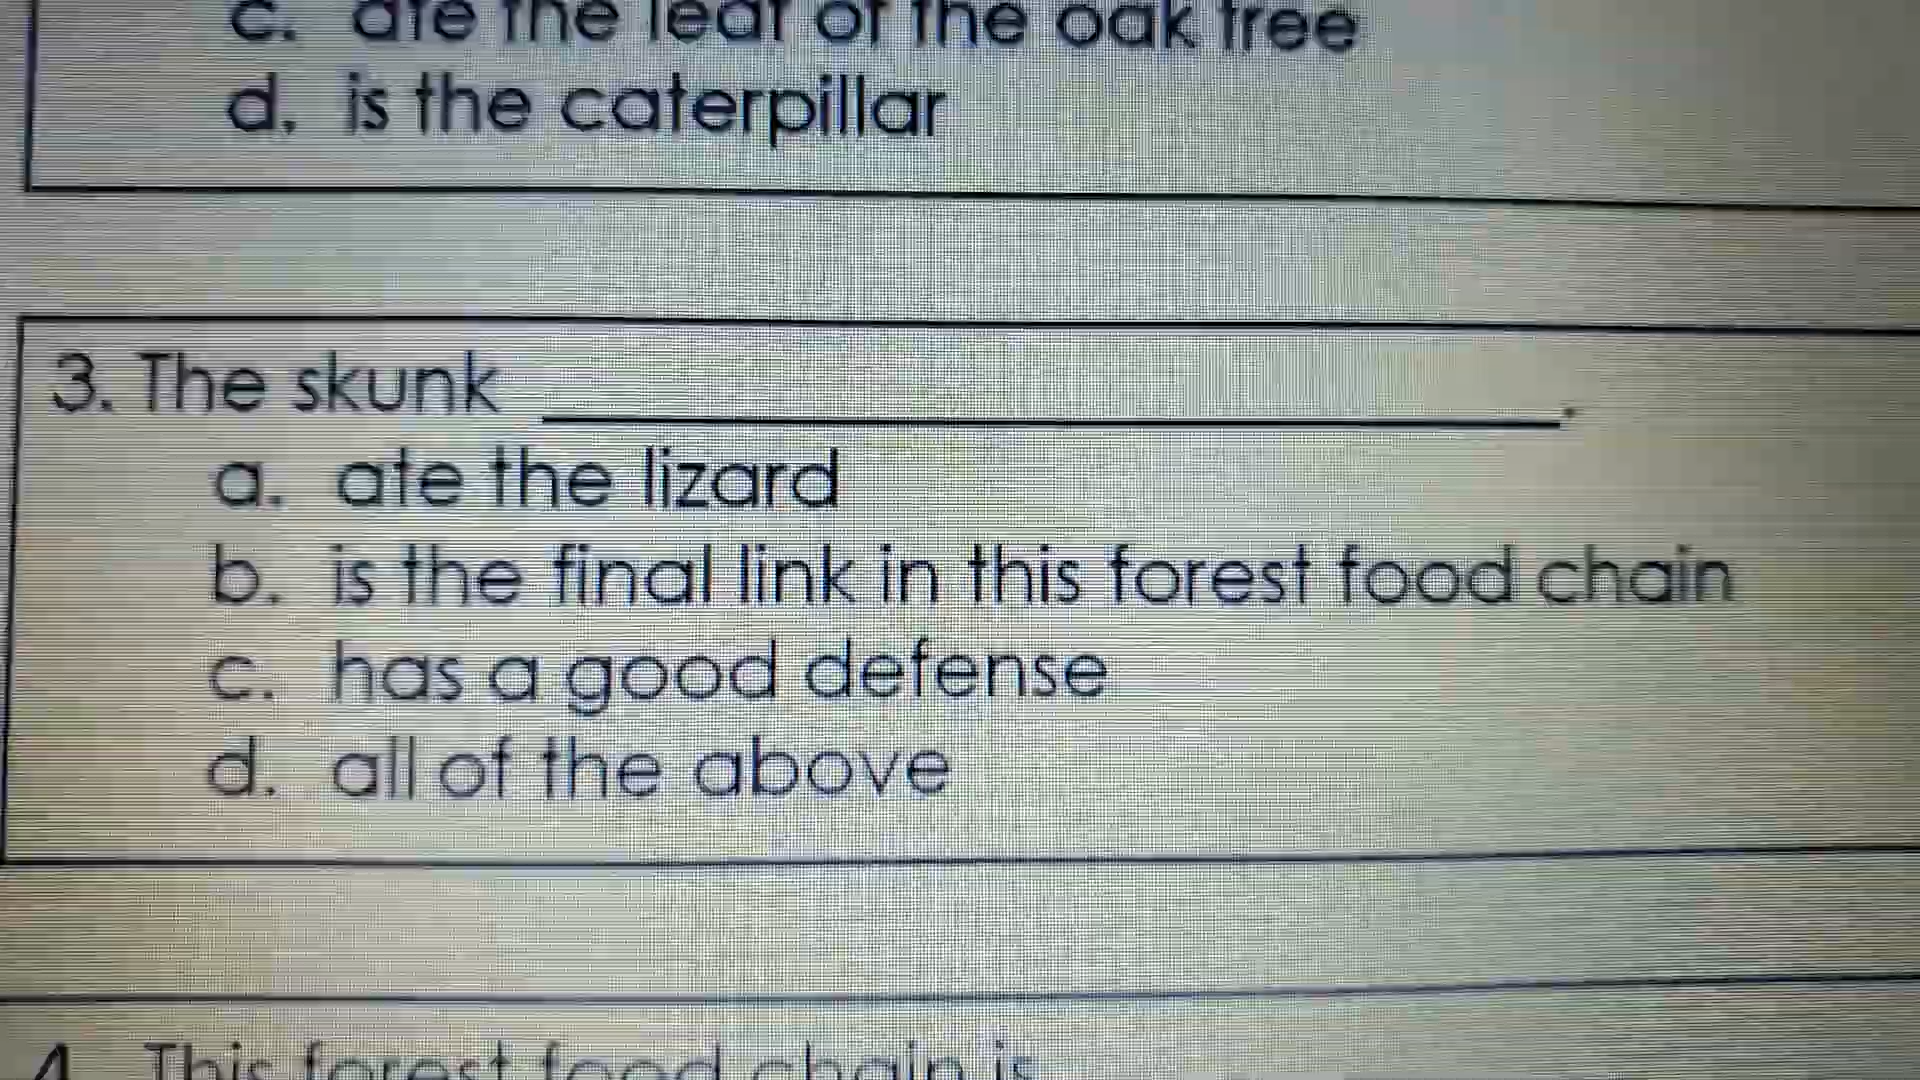 c. ate the leaf of the oak tree
d. is the caterpillar
3. The skunk ____________________.
a. ate the lizard
b. is the final link in this forest food chain
c. has a good defense
d. all of the above
4. This forest food chain is